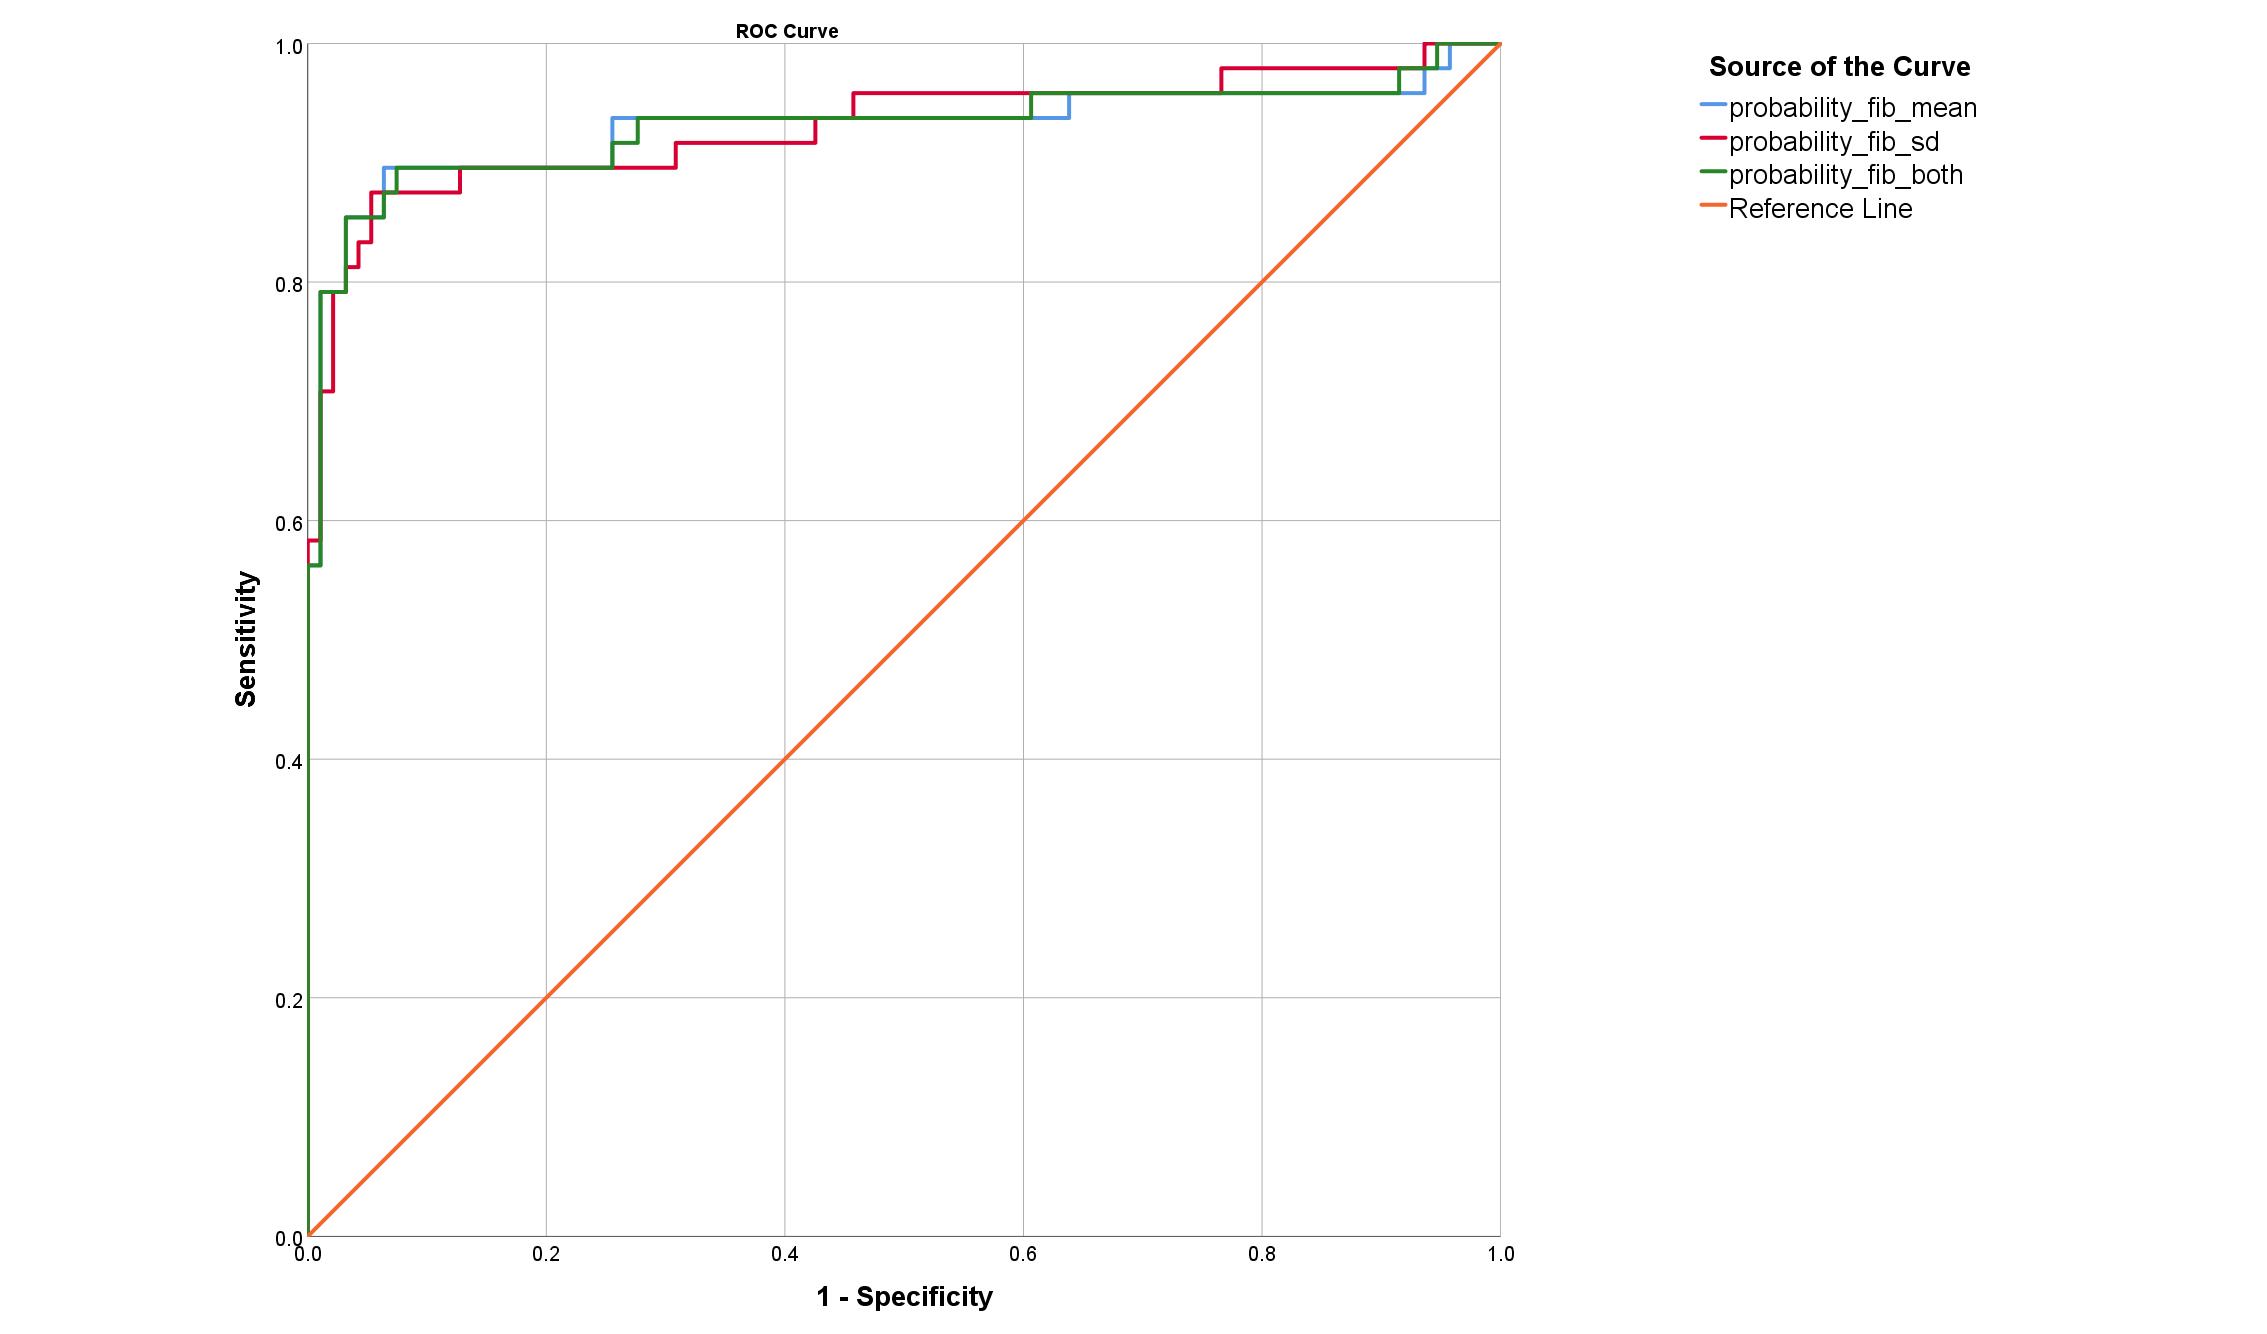 ROC Curve
Source of the Curve
probability_fib_mean
probability_fib_sd
probability_fib_both
Reference Line
1.0
0.8
0.6
0.4
0.2
0.0
Sensitivity
0.0 0.2 0.4 0.6 0.8 1.0
1 - Specificity